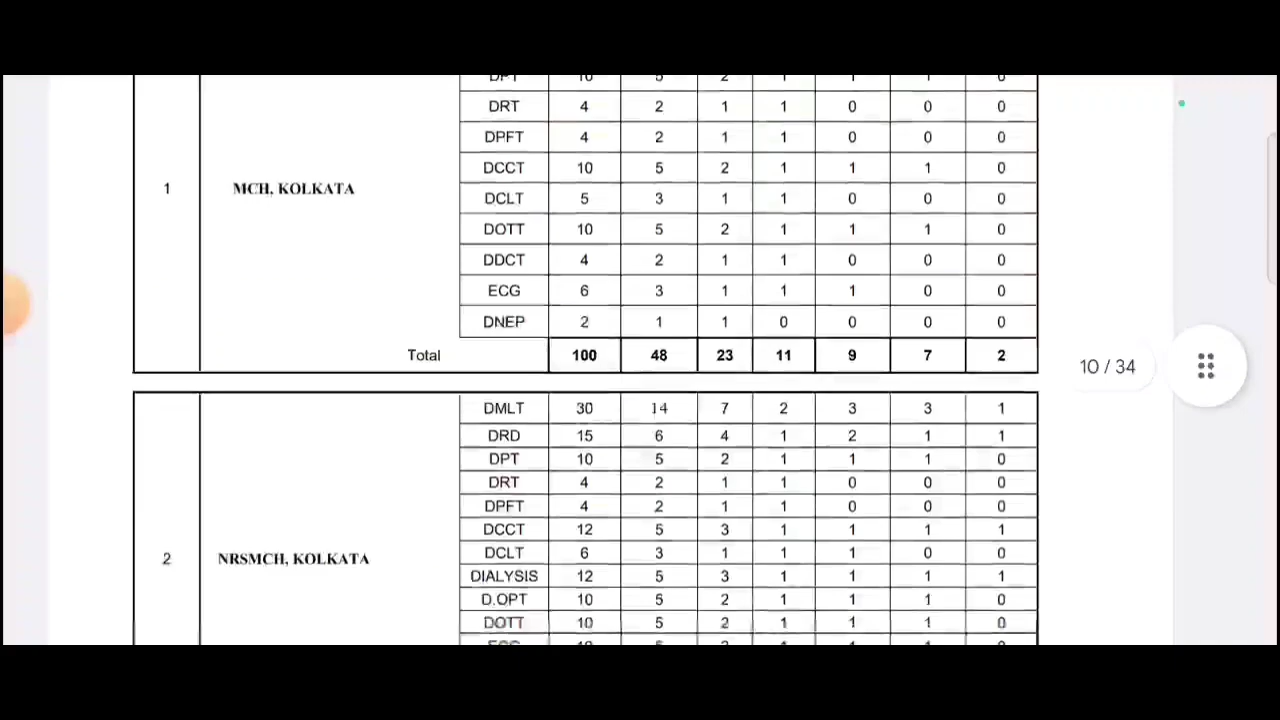 DPT 10 5 2 1 1 1 0
DRT 4 2 1 1 0 0 0
DPFT 4 2 1 1 0 0 0
DCCT 10 5 2 1 1 1 0
1 MCH, KOLKATA
DCLT 5 3 1 1 0 0 0
DOTT 10 5 2 1 1 1 0
DDCT 4 2 1 1 0 0 0
ECG 6 3 1 1 1 0 0
DNEP 2 1 1 0 0 0 0
Total 100 48 23 11 9 7 2
10 / 34
DMLT 30 14 7 2 3 3 1
DRD 15 6 4 1 2 1 1
DPT 10 5 2 1 1 1 0
DRT 4 2 1 1 0 0 0
DPFT 4 2 1 1 0 0 0
DCCT 12 5 3 1 1 1 1
DCLT 6 3 1 1 1 0 0
2 NRSMCH, KOLKATA
DIALYSIS 12 5 3 1 1 1 1
D.OPT 10 5 2 1 1 1 0
DOTT 10 5 2 1 1 1 0